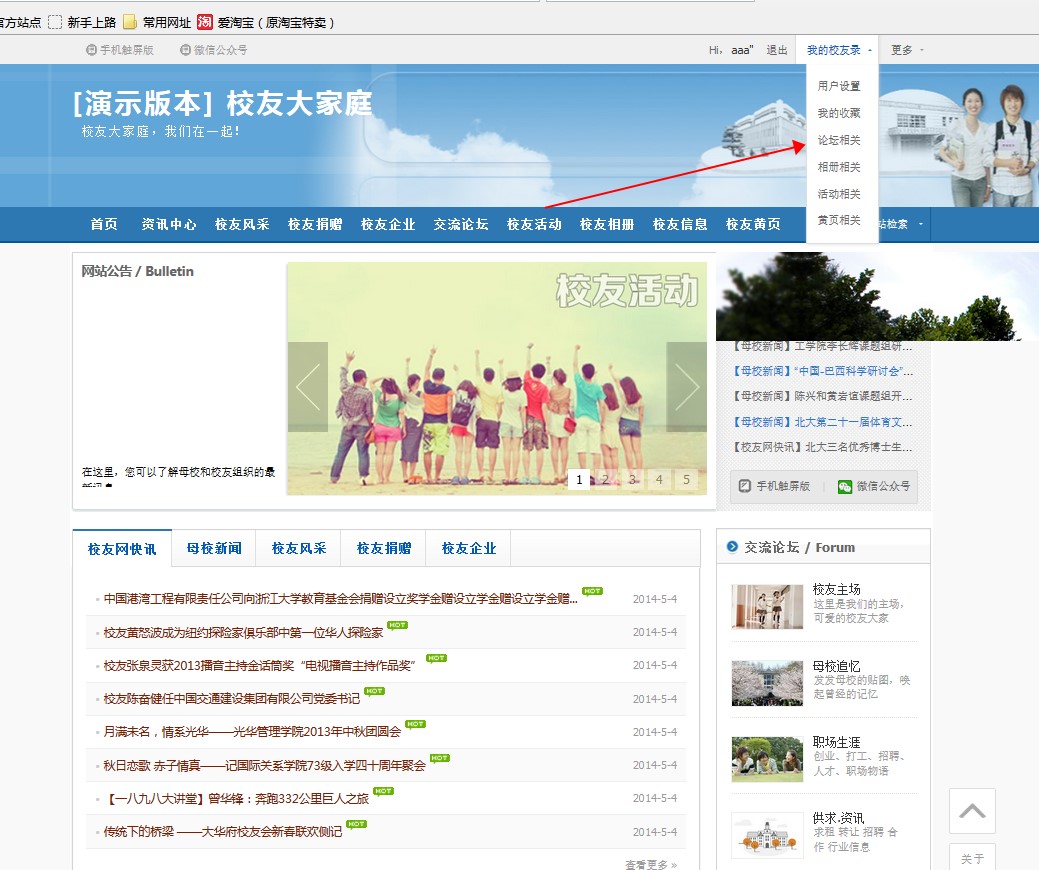 官方站点 新手上路 常用网址 淘 爱淘宝（原淘宝特卖）
手机触屏版 微信公众号 Hi, aaa" 退出 我的校友录 更多
用户设置
我的收藏
论坛相关
相册相关
活动相关
黄页相关
[演示版本] 校友大家庭
校友大家庭，我们在一起！
首页 资讯中心 校友风采 校友捐赠 校友企业 交流论坛 校友活动 校友相册 校友信息 校友黄页 站检索
网站公告 / Bulletin
在这里，您可以了解母校和校友组织的最
新讯息
校友活动
1 2 3 4 5
【母校新闻】工学院李长辉课题组研...
【母校新闻】“中国-巴西科学研讨会”...
【母校新闻】陈兴和黄岩谊课题组开...
【母校新闻】北大第二十一届体育文...
【校友网快讯】北大三名优秀博士生...
手机触屏版 微信公众号
校友网快讯 母校新闻 校友风采 校友捐赠 校友企业
中国港湾工程有限责任公司向浙江大学教育基金会捐赠设立奖学金赠设立学金赠设立学金赠... HOT 2014-5-4
校友黄怒波成为纽约探险家俱乐部中第一位华人探险家 HOT 2014-5-4
校友张泉灵获2013播音主持金话筒奖“电视播音主持作品奖” HOT 2014-5-4
校友陈奋健任中国交通建设集团有限公司党委书记 HOT 2014-5-4
月满未名，情系光华——光华管理学院2013年中秋团圆会 HOT 2014-5-4
秋日恋歌 赤子情真——记国际关系学院73级入学四十周年聚会 HOT 2014-5-4
【一八九八大讲堂】曾华锋：奔跑332公里巨人之旅 HOT 2014-5-4
传统下的桥梁 ——大华府校友会新春联欢侧记 HOT 2014-5-4
查看更多 »
交流论坛 / Forum
校友主场
这里是我们的主场，
可爱的校友大家
母校追忆
发发母校的贴图，唤
起曾经的记忆
职场生涯
创业、打工、招聘、
人才、职场物语
供求.资讯
求租 转让 招聘 合
作 行业信息
关于